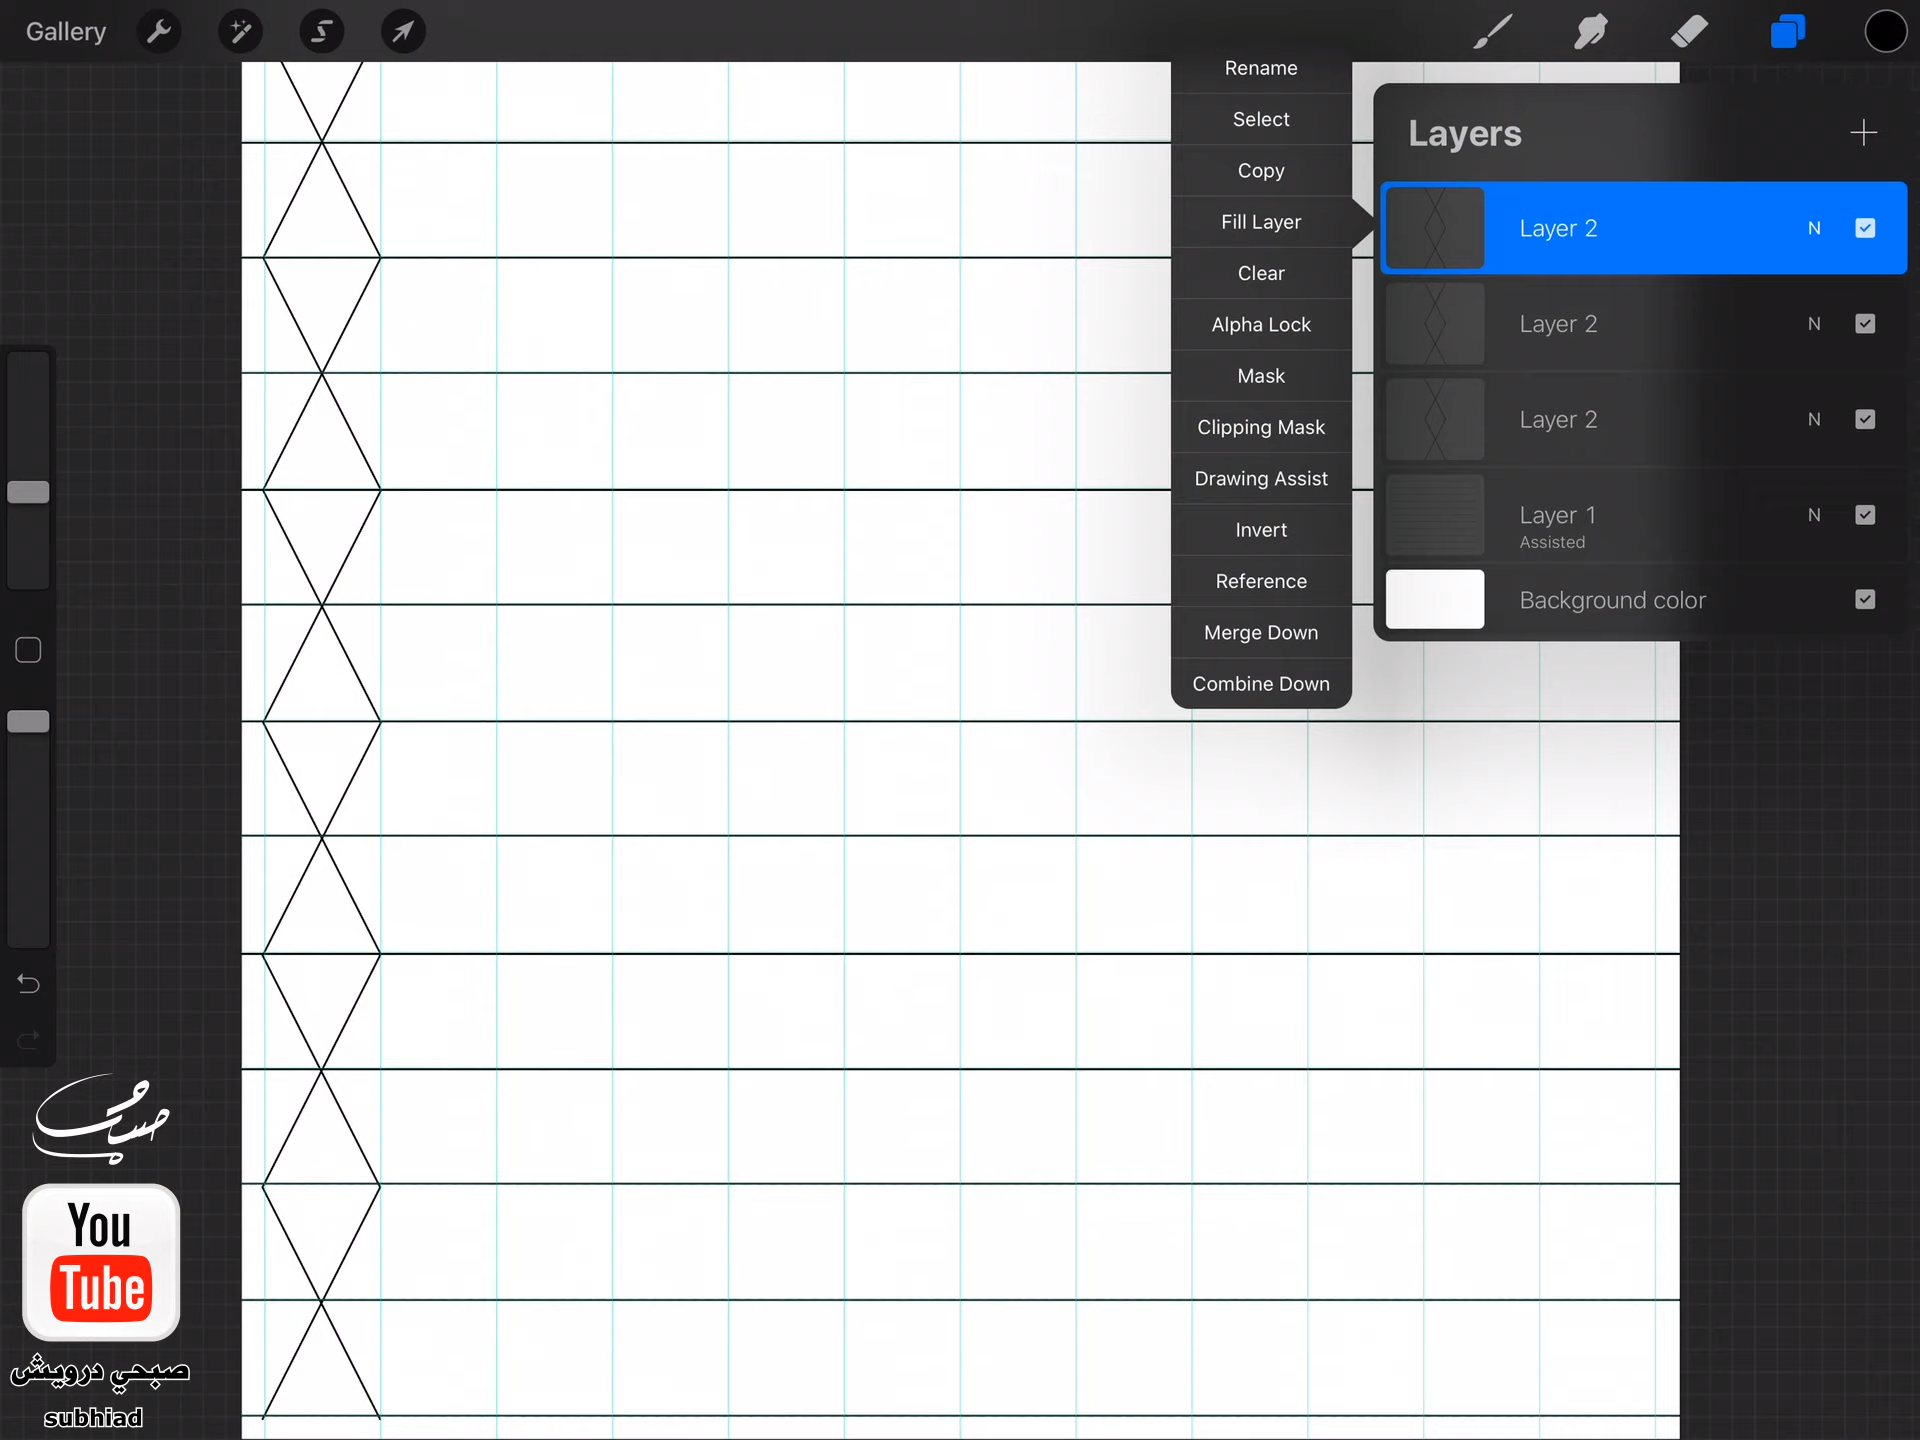 Gallery
Rename
Select
Copy
Fill Layer
Clear
Alpha Lock
Mask
Clipping Mask
Drawing Assist
Invert
Reference
Merge Down
Combine Down
Layers
Layer 2 N
Layer 2 N
Layer 2 N
Layer 1 N
Assisted
Background color
You
Tube
صبحي درويش
subhiad